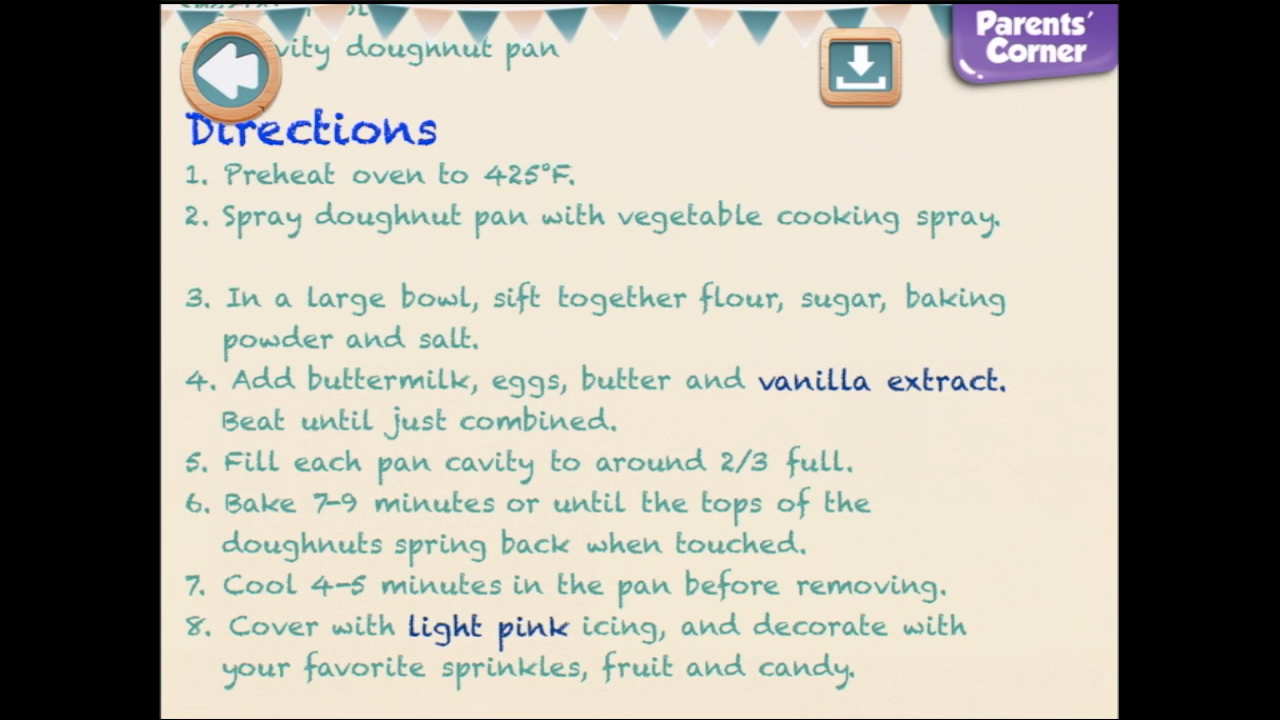 doughnut pan
Parents'
Corner
Directions
1. Preheat oven to 425°F.
2. Spray doughnut pan with vegetable cooking spray.
3. In a large bowl, sift together flour, sugar, baking
powder and salt.
4. Add buttermilk, eggs, butter and vanilla extract.
Beat until just combined.
5. Fill each pan cavity to around 2/3 full.
6. Bake 7-9 minutes or until the tops of the
doughnuts spring back when touched.
7. Cool 4-5 minutes in the pan before removing.
8. Cover with light pink icing, and decorate with
your favorite sprinkles, fruit and candy.